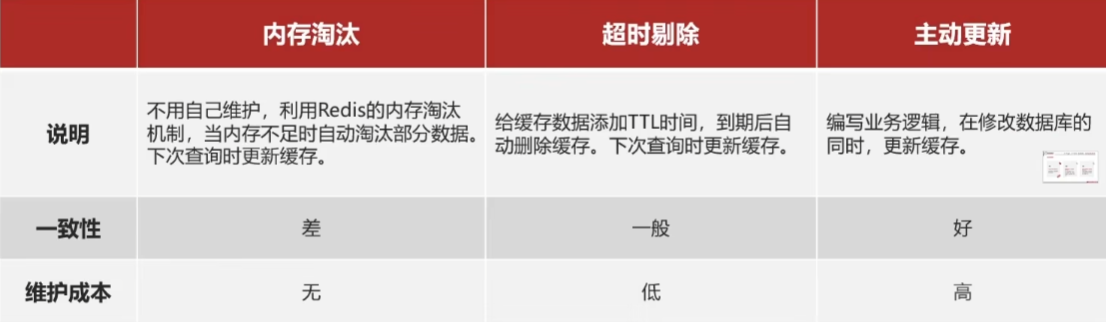 内存淘汰 超时剔除 主动更新
说明
不用自己维护，利用Redis的内存淘汰
机制，当内存不足时自动淘汰部分数据。
下次查询时更新缓存。
给缓存数据添加TTL时间，到期后自
动删除缓存。下次查询时更新缓存。
编写业务逻辑，在修改数据库的
同时，更新缓存。
一致性 差 一般 好
维护成本 无 低 高